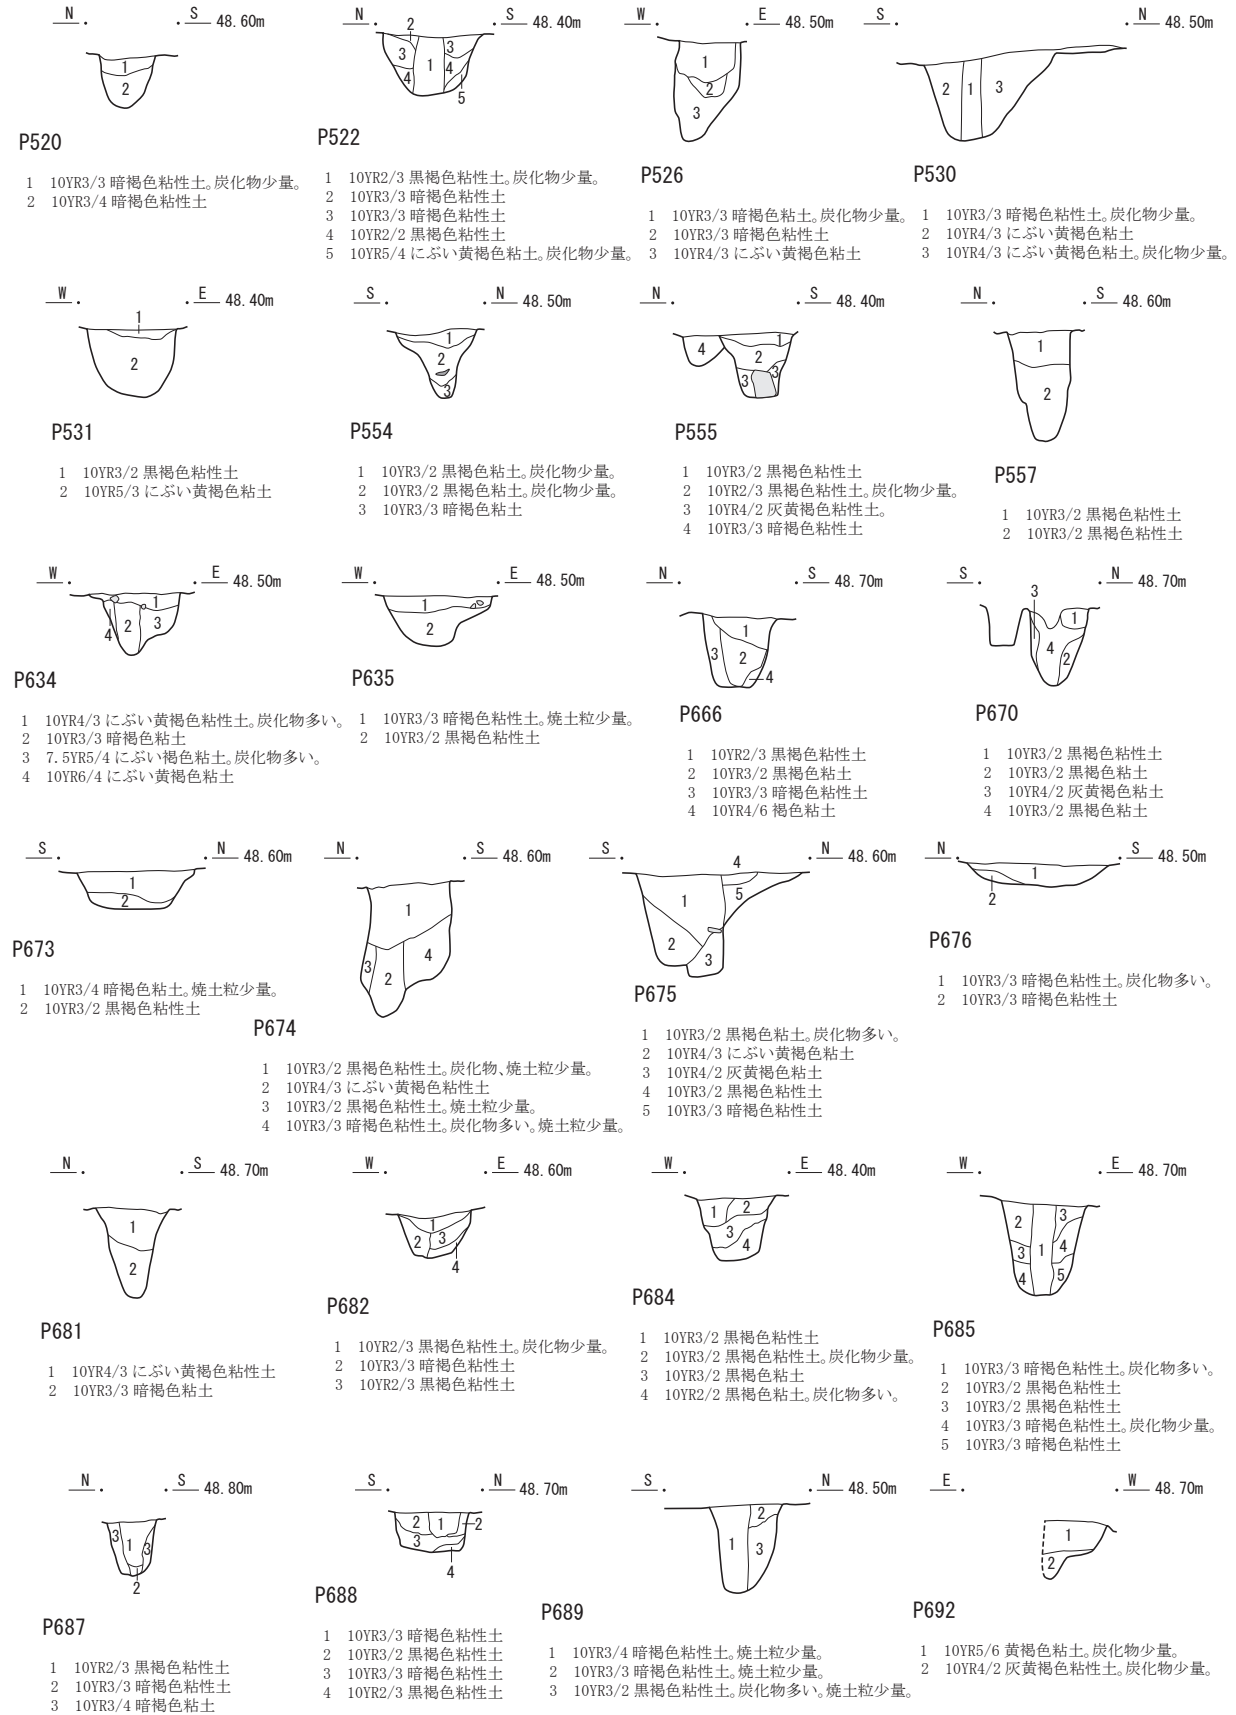 N S 48.60m
1
2
P520
1 10YR3/3 暗褐色粘性土。炭化物少量。
2 10YR3/4 暗褐色粘性土
N S 48.40m
2
3 1 3
4 4
5
P522
1 10YR2/3 黒褐色粘性土。炭化物少量。
2 10YR3/3 暗褐色粘性土
3 10YR3/3 暗褐色粘性土
4 10YR2/2 黒褐色粘性土
5 10YR5/4 にぶい黄褐色粘土。炭化物少量。
W E 48.50m
1
2
3
P526
1 10YR3/3 暗褐色粘土。炭化物少量。
2 10YR3/3 暗褐色粘性土
3 10YR4/3 にぶい黄褐色粘土
S N 48.50m
2 1 3
P530
1 10YR3/3 暗褐色粘性土。炭化物少量。
2 10YR4/3 にぶい黄褐色粘土
3 10YR4/3 にぶい黄褐色粘土。炭化物少量。
W E 48.40m
1
2
P531
1 10YR3/2 黒褐色粘性土
2 10YR5/3 にぶい黄褐色粘土
S N 48.50m
1
2
3
P554
1 10YR3/2 黒褐色粘土。炭化物少量。
2 10YR3/2 黒褐色粘土。炭化物少量。
3 10YR3/3 暗褐色粘土
N S 48.40m
4 1
2
3 3
P555
1 10YR3/2 黒褐色粘性土
2 10YR2/3 黒褐色粘性土。炭化物少量。
3 10YR4/2 灰黄褐色粘性土。
4 10YR3/3 暗褐色粘性土
N S 48.60m
1
2
P557
1 10YR3/2 黒褐色粘性土
2 10YR3/2 黒褐色粘性土
W E 48.50m
1
4 2 3
P634
1 10YR4/3 にぶい黄褐色粘性土。炭化物多い。
2 10YR3/3 暗褐色粘土
3 7.5YR5/4 にぶい褐色粘土。炭化物多い。
4 10YR6/4 にぶい黄褐色粘土
W E 48.50m
1
2
P635
1 10YR3/3 暗褐色粘性土。焼土粒少量。
2 10YR3/2 黒褐色粘性土
N S 48.70m
1
3 2
4
P666
1 10YR2/3 黒褐色粘性土
2 10YR3/2 黒褐色粘土
3 10YR3/3 暗褐色粘性土
4 10YR4/6 褐色粘土
S N 48.70m
3
1
4 2
P670
1 10YR3/2 黒褐色粘性土
2 10YR3/2 黒褐色粘土
3 10YR4/2 灰黄褐色粘土
4 10YR3/2 黒褐色粘土
S N 48.60m
1
2
P673
1 10YR3/4 暗褐色粘土。焼土粒少量。
2 10YR3/2 黒褐色粘性土
N S 48.60m
1
3 2 4
P674
1 10YR3/2 黒褐色粘性土。炭化物、焼土粒少量。
2 10YR4/3 にぶい黄褐色粘性土
3 10YR3/2 黒褐色粘性土。焼土粒少量。
4 10YR3/3 暗褐色粘性土。炭化物多い。焼土粒少量。
S N 48.60m
4
1 5
2 3
P675
1 10YR3/2 黒褐色粘土。炭化物多い。
2 10YR4/3 にぶい黄褐色粘土
3 10YR4/2 灰黄褐色粘土
4 10YR3/2 黒褐色粘性土
5 10YR3/3 暗褐色粘性土
N S 48.50m
1
2
P676
1 10YR3/3 暗褐色粘性土。炭化物多い。
2 10YR3/3 暗褐色粘性土
N S 48.70m
1
2
P681
1 10YR4/3 にぶい黄褐色粘性土
2 10YR3/3 暗褐色粘土
W E 48.60m
1
2 3
4
P682
1 10YR2/3 黒褐色粘性土。炭化物少量。
2 10YR3/3 暗褐色粘性土
3 10YR2/3 黒褐色粘性土
W E 48.40m
1 2
3
4
P684
1 10YR3/2 黒褐色粘性土
2 10YR3/2 黒褐色粘性土。炭化物少量。
3 10YR3/2 黒褐色粘土
4 10YR2/2 黒褐色粘土。炭化物多い。
W E 48.70m
2 3
3 1 4
4 5
P685
1 10YR3/3 暗褐色粘性土。炭化物多い。
2 10YR3/2 黒褐色粘性土
3 10YR3/2 黒褐色粘性土
4 10YR3/3 暗褐色粘性土。炭化物少量。
5 10YR3/3 暗褐色粘性土
N S 48.80m
3 1 3
2
P687
1 10YR2/3 黒褐色粘性土
2 10YR3/3 暗褐色粘性土
3 10YR3/4 暗褐色粘土
S N 48.70m
2 1 2
3
4
P688
1 10YR3/3 暗褐色粘性土
2 10YR3/2 黒褐色粘性土
3 10YR3/3 暗褐色粘性土
4 10YR2/3 黒褐色粘性土
S N 48.50m
2
1 3
P689
1 10YR3/4 暗褐色粘性土。焼土粒少量。
2 10YR3/3 暗褐色粘性土。焼土粒少量。
3 10YR3/2 黒褐色粘性土。炭化物多い。焼土粒少量。
E W 48.70m
1
2
P692
1 10YR5/6 黄褐色粘土。炭化物少量。
2 10YR4/2 灰黄褐色粘性土。炭化物少量。